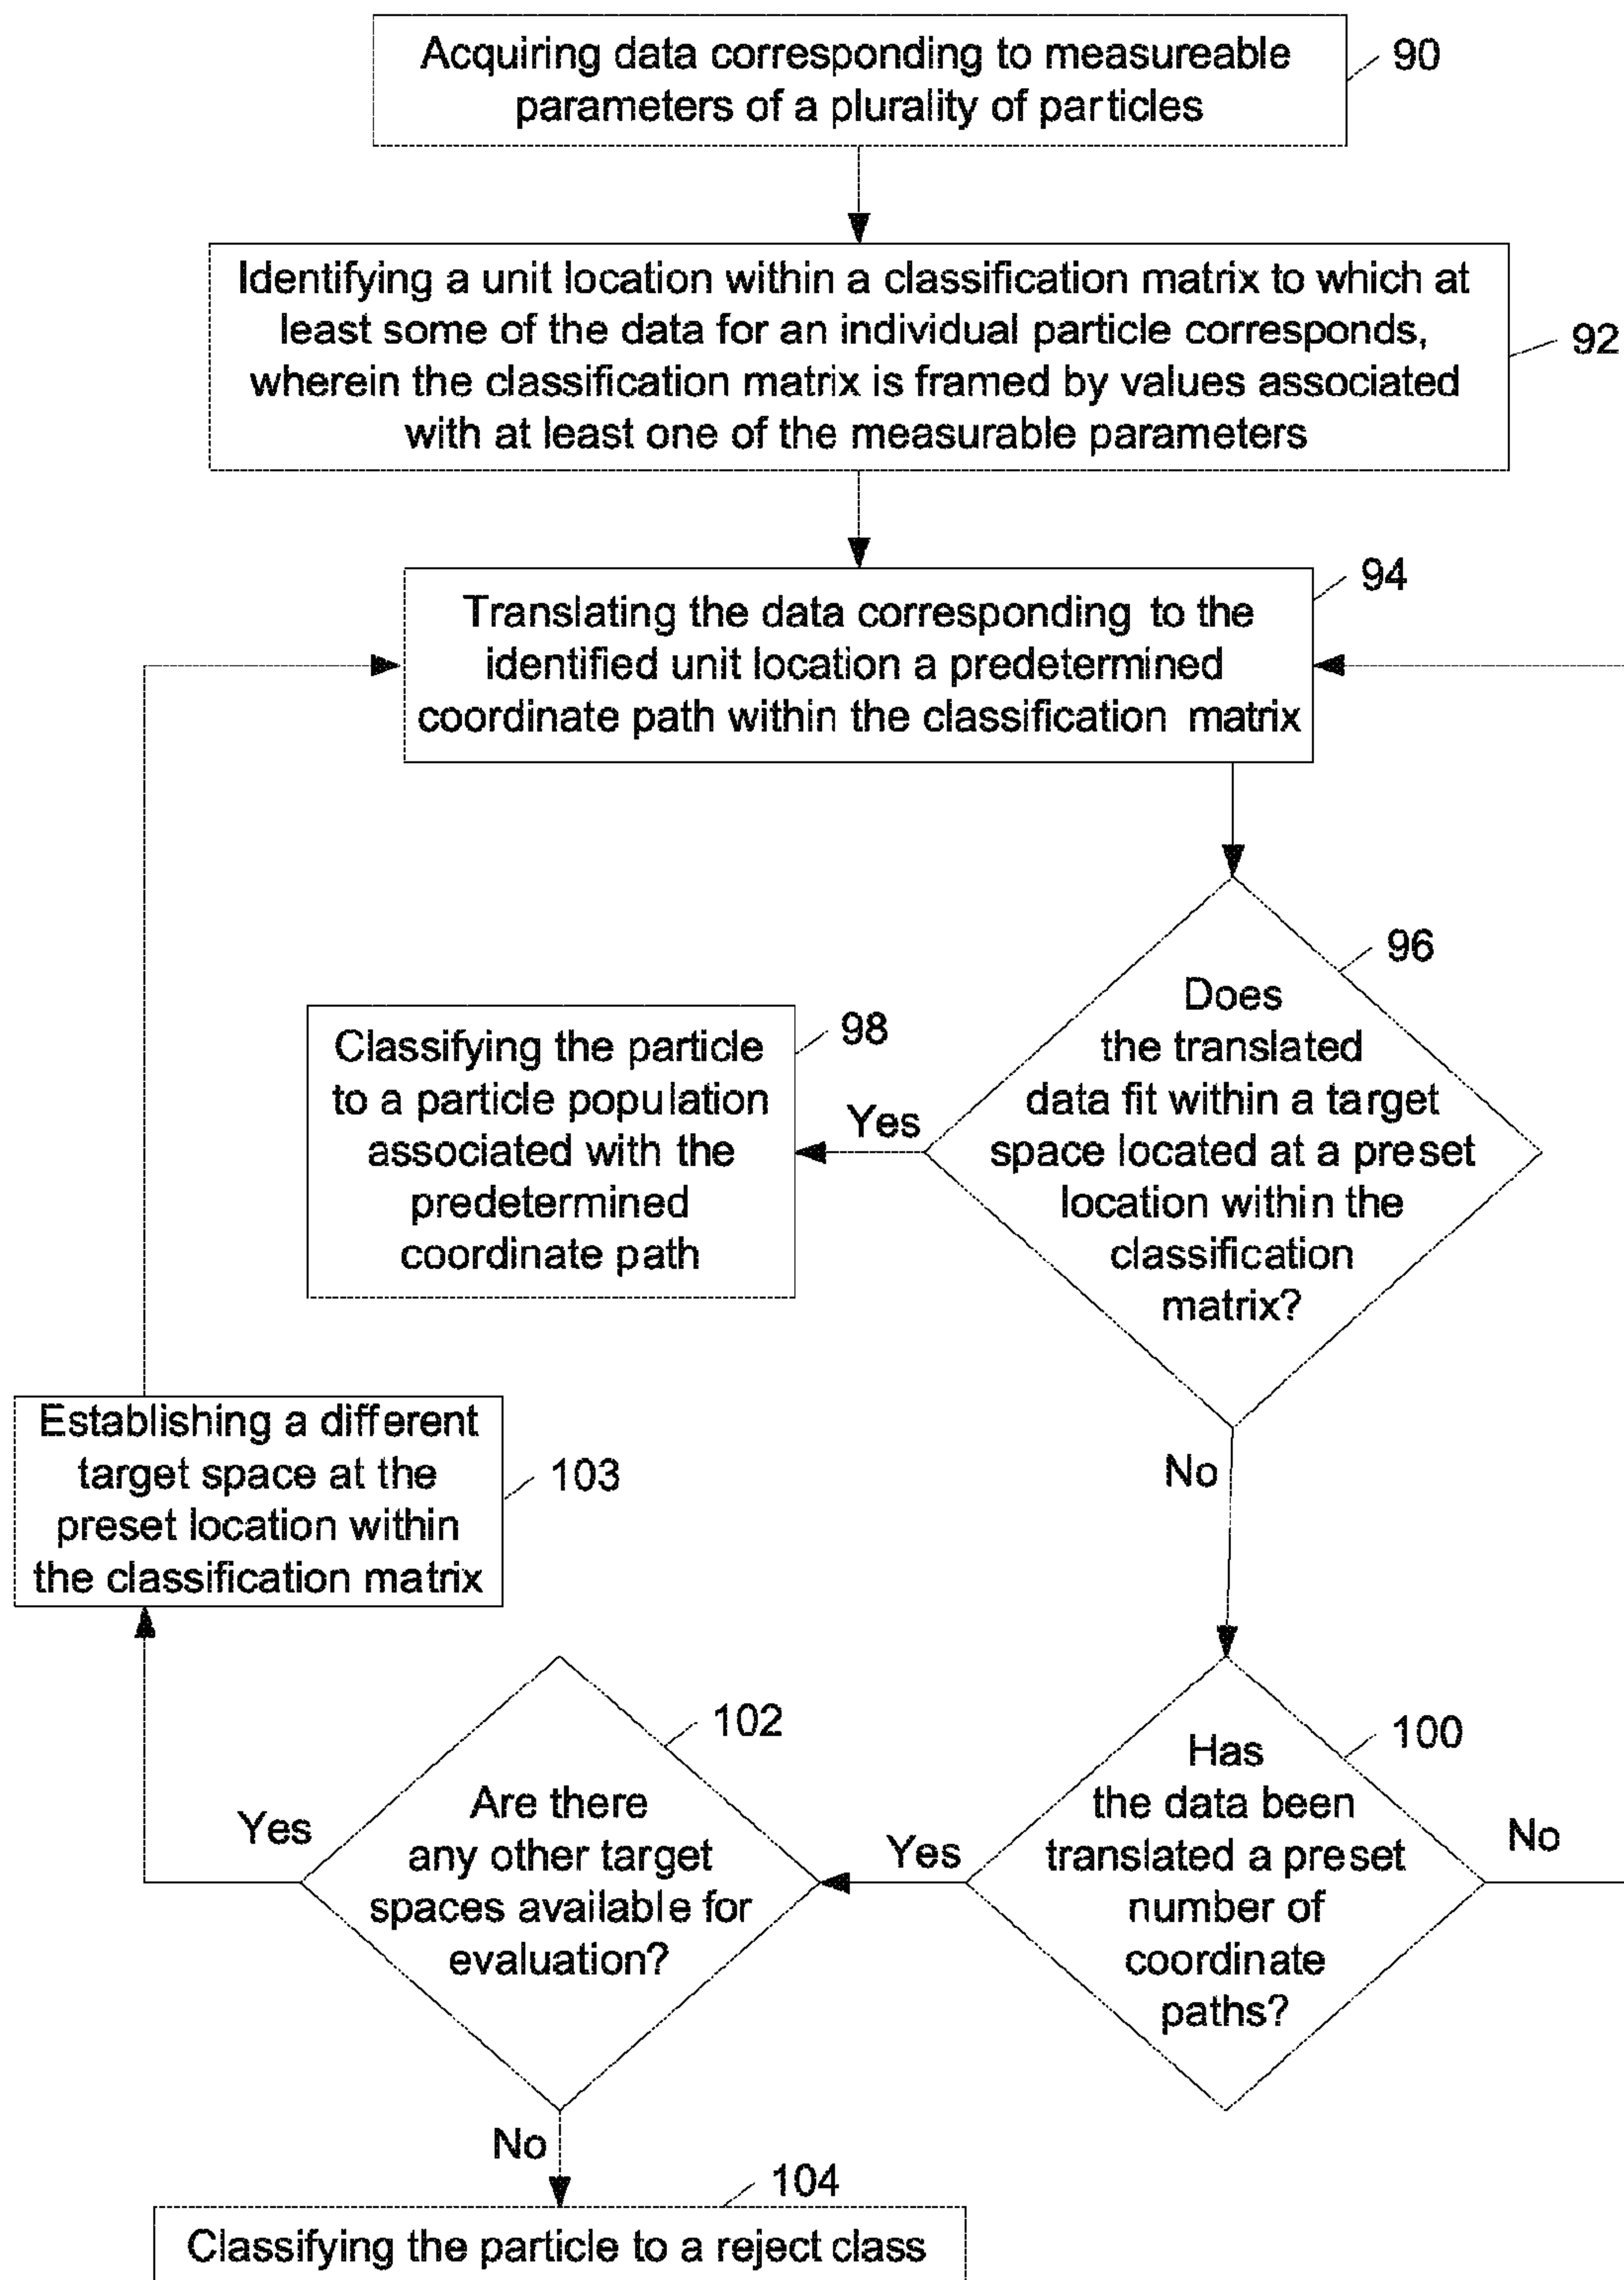 Acquiring data corresponding to measureable
parameters of a plurality of particles
90
Identifying a unit location within a classification matrix to which at
least some of the data for an individual particle corresponds,
wherein the classification matrix is framed by values associated
with at least one of the measurable parameters
92
94
Translating the data corresponding to the
identified unit location a predetermined
coordinate path within the classification matrix
96
Does
the translated
data fit within a target
space located at a preset
location within the
classification
matrix?
Yes
98
Classifying the particle
to a particle population
associated with the
predetermined
coordinate path
No
Establishing a different
target space at the
preset location within
the classification matrix
103
100
Has
the data been
translated a preset
number of
coordinate
paths?
No
Yes
102
Are there
any other target
spaces available for
evaluation?
Yes
No
104
Classifying the particle to a reject class